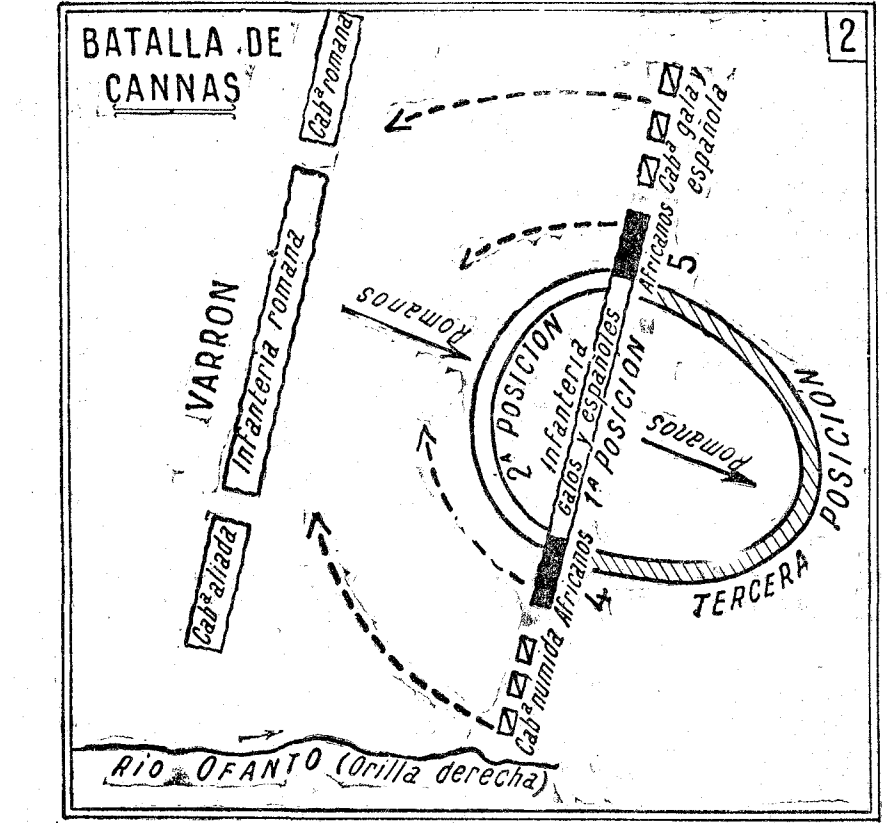 BATALLA DE
CANNAS
2
Cabª romana
Infanteria romana
VARRON
Cabª aliada
Cabª gala y
española
Africanos
5
Romanos
2ª POSICION
Infanteria
Galos y españoles
1ª POSICION
Romanos
TERCERA POSICIÓN
Africanos
4
Cabª numida
Rio OFANTO (Orilla derecha)